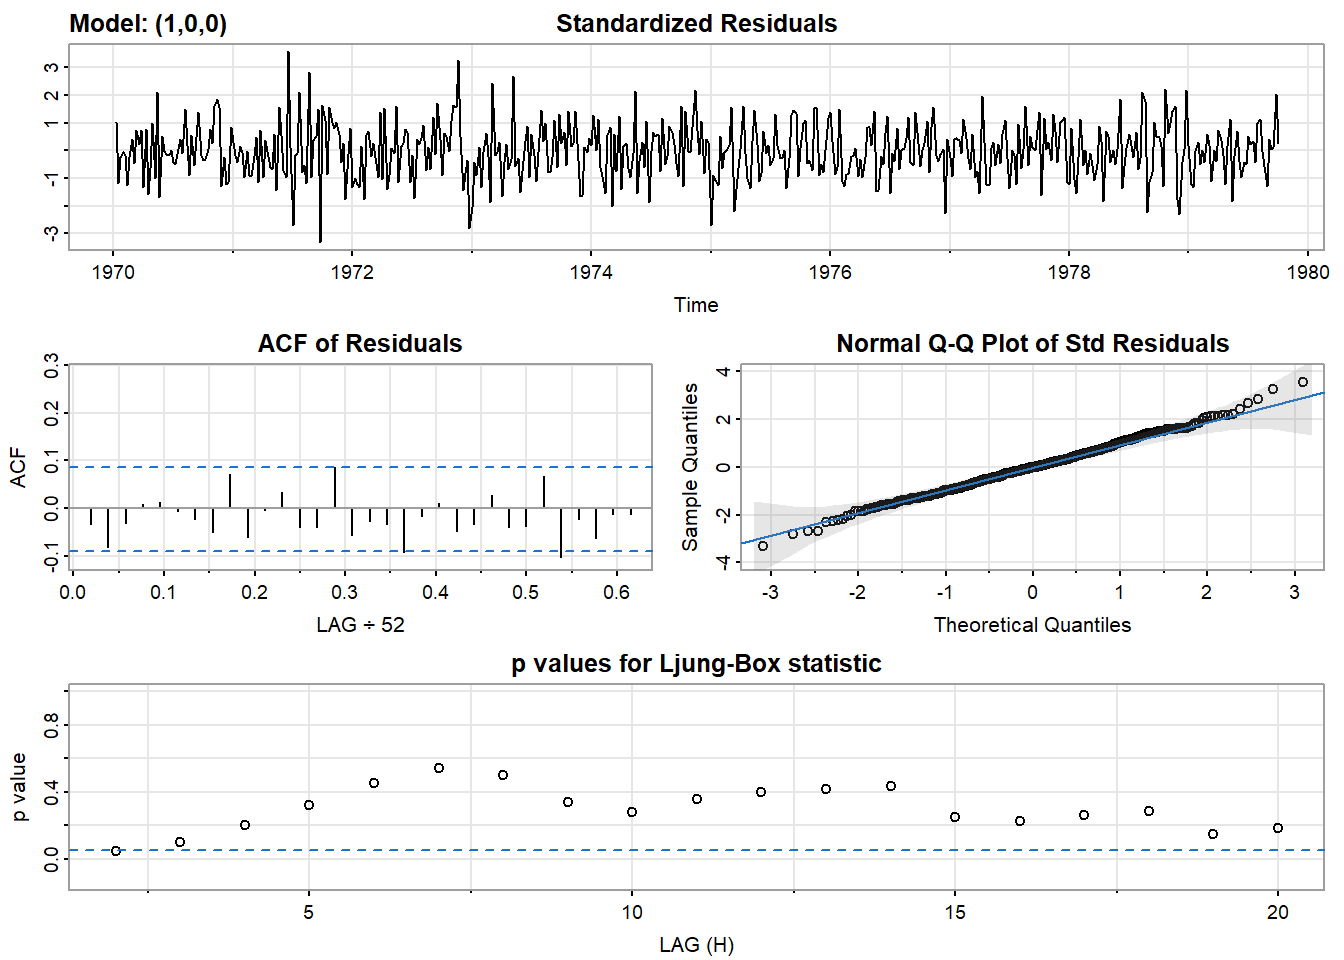 Model: (1,0,0) Standardized Residuals
3
2
1
-1
-3
1970 1972 1974 1976 1978 1980
Time
ACF of Residuals
ACF
0.3
0.2
0.1
0.0
-0.1
0.0 0.1 0.2 0.3 0.4 0.5 0.6
LAG ÷ 52
Normal Q-Q Plot of Std Residuals
Sample Quantiles
4
2
0
-2
-4
-3 -2 -1 0 1 2 3
Theoretical Quantiles
p values for Ljung-Box statistic
p value
0.8
0.4
0.0
5 10 15 20
LAG (H)